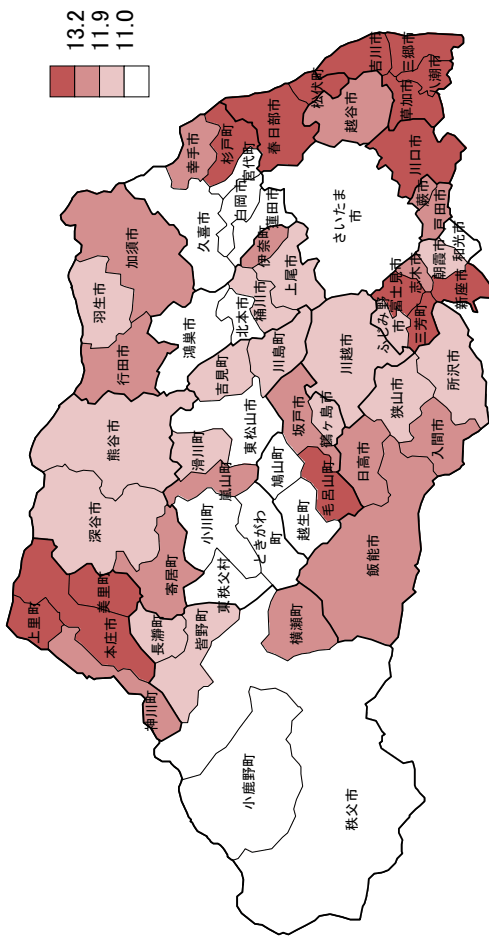 13.2
11.9
11.0
上里町
本庄市
美里町
神川町
深谷市
熊谷市
寄居町
長瀞町
皆野町
小鹿野町
秩父市
横瀬町
東秩父村
小川町
ときがわ
町
嵐山町
滑川町
東松山市
吉見町
鳩山町
越生町
毛呂山町
坂戸市
鶴ヶ島市
日高市
飯能市
川島町
川越市
狭山市
入間市
所沢市
行田市
羽生市
加須市
鴻巣市
北本市
桶川市
上尾市
伊奈町
久喜市
白岡市
蓮田市
宮代町
幸手市
杉戸町
春日部市
松伏町
越谷市
吉川市
三郷市
八潮市
草加市
川口市
さいたま
市
蕨市
戸田市
和光市
朝霞市
志木市
新座市
富士見市
ふじみ野
市
三芳町